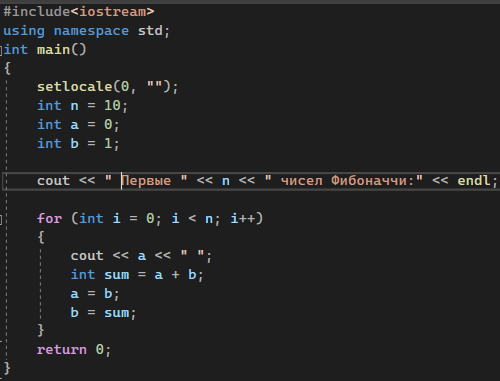 #include<iostream>
using namespace std;
int main()
{
    setlocale(0, "");
    int n = 10;
    int a = 0;
    int b = 1;

    cout << " Первые " << n << " чисел Фибоначчи:" << endl;

    for (int i = 0; i < n; i++)
    {
        cout << a << " ";
        int sum = a + b;
        a = b;
        b = sum;
    }
    return 0;
}